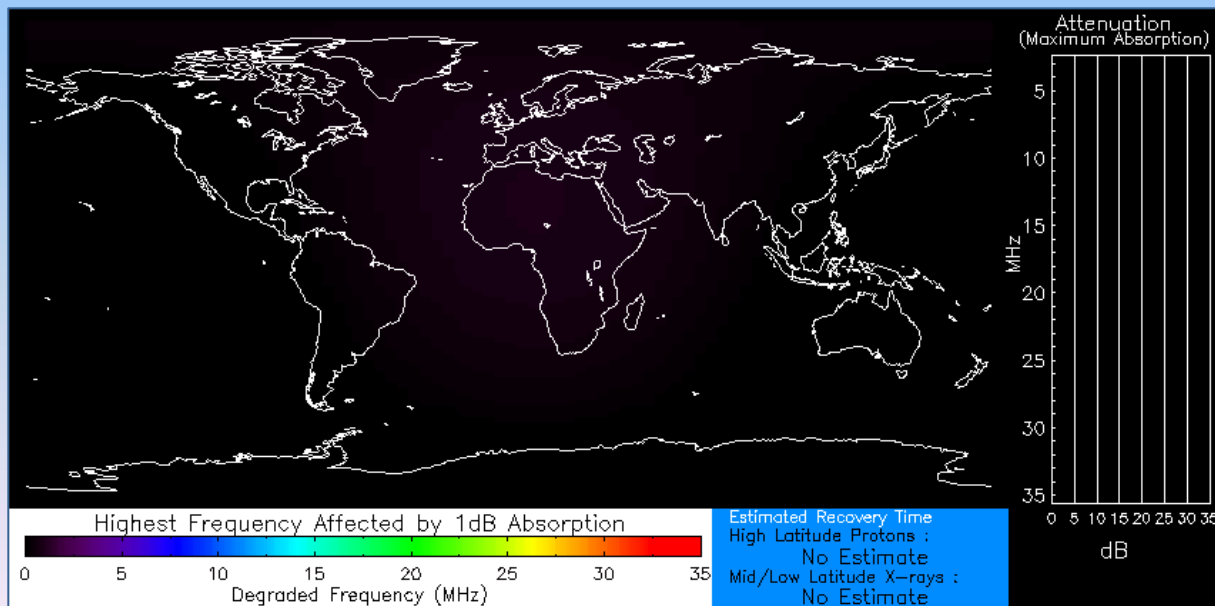 Attenuation
(Maximum Absorption)
5
10
15
20
25
30
35
MHz
0 5 10 15 20 25 30 35
dB
Highest Frequency Affected by 1dB Absorption
0 5 10 15 20 25 30 35
Degraded Frequency (MHz)
Estimated Recovery Time
High Latitude Protons :
No Estimate
Mid/Low Latitude X-rays :
No Estimate